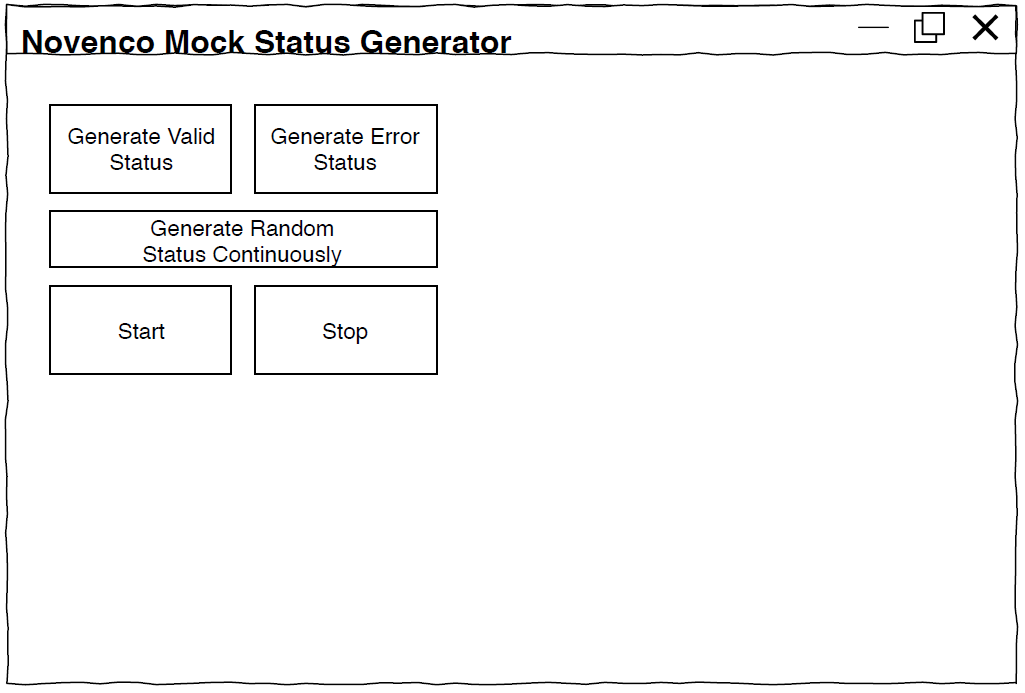 Novenco Mock Status Generator
Generate Valid
Status
Generate Error
Status
Generate Random
Status Continuously
Start
Stop